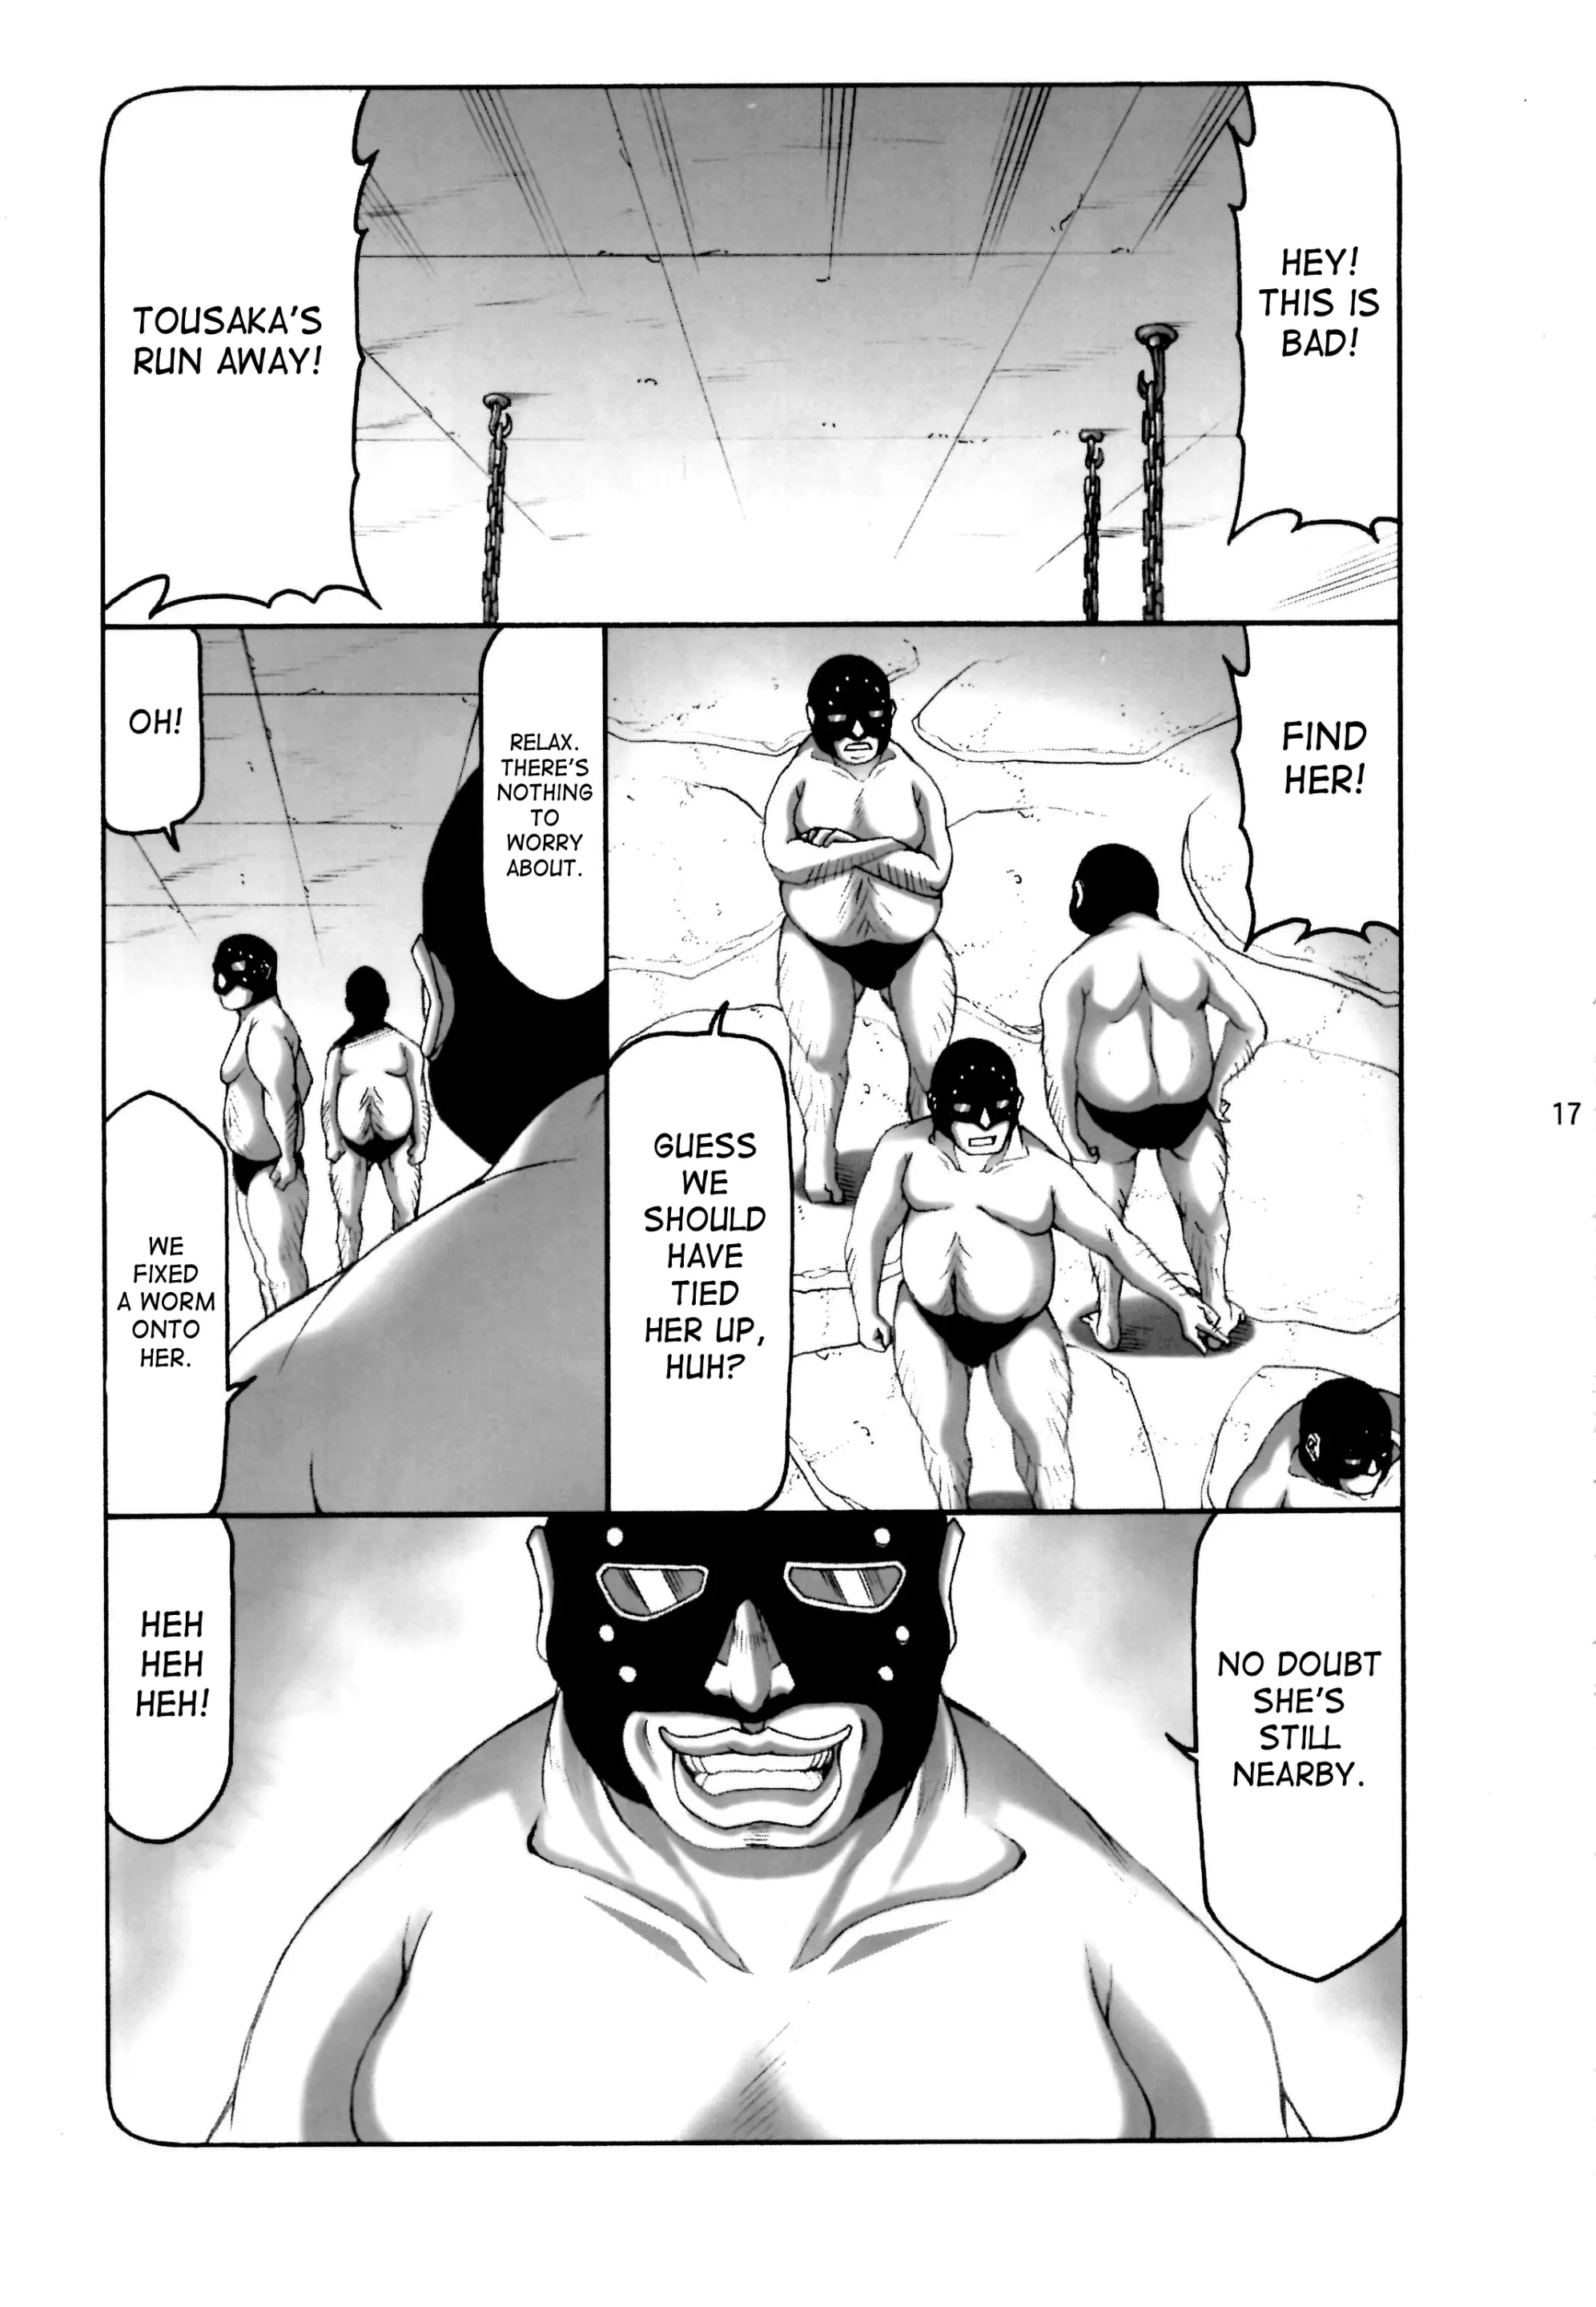 HEY!
THIS IS
BAD!
TOUSAKA'S
RUN AWAY!
FIND
HER!
GUESS
WE
SHOULD
HAVE
TIED
HER UP,
HUH?
RELAX.
THERE'S
NOTHING
TO
WORRY
ABOUT.
OH!
WE
FIXED
A WORM
ONTO
HER.
NO DOUBT
SHE'S
STILL
NEARBY.
HEH
HEH
HEH!
17